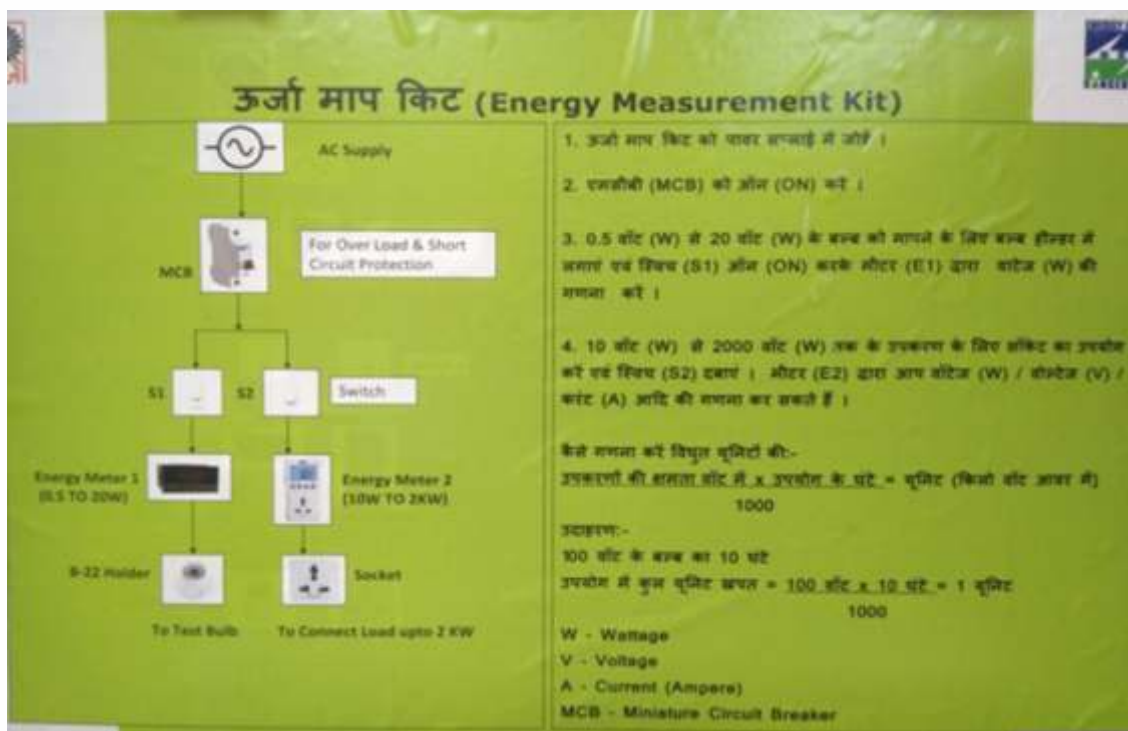 ऊर्जा माप किट (Energy Measurement Kit)
AC Supply
MCB
For Over Load & Short
Circuit Protection
S1
S2
Switch
Energy Meter 1
(0.5 TO 20W)
Energy Meter 2
(10W TO 2KW)
B-22 Holder
Socket
To Test Bulb
To Connect Load upto 2 KW
1. ऊर्जा माप किट को पावर सप्लाई में जोड़ें ।
2. एमसीबी (MCB) को ऑन (ON) करें ।
3. 0.5 वॉट (W) से 20 वॉट (W) के बल्ब को मापने के लिए बल्ब होल्डर में
लगाएं एवं स्विच (S1) ऑन (ON) करके मीटर (E1) द्वारा वाटेज (W) की
गणना करें ।
4. 10 वॉट (W) से 2000 वॉट (W) तक के उपकरण के लिए सॉकेट का उपयोग
करें एवं स्विच (S2) दबाएं । मीटर (E2) द्वारा आप वॉटेज (W) / वोल्टेज (V) /
करंट (A) आदि की गणना कर सकते हैं ।
कैसे गणना करें विधुत यूनिटों की:-
उपकरणों की क्षमता वॉट में x उपयोग के घंटे = यूनिट (किलो वॉट आवर में)
1000
उदाहरण:-
100 वॉट के बल्ब का 10 घंटे
उपयोग में कुल यूनिट खपत = 100 वॉट x 10 घंटे = 1 यूनिट
1000
W - Wattage
V - Voltage
A - Current (Ampere)
MCB - Miniature Circuit Breaker